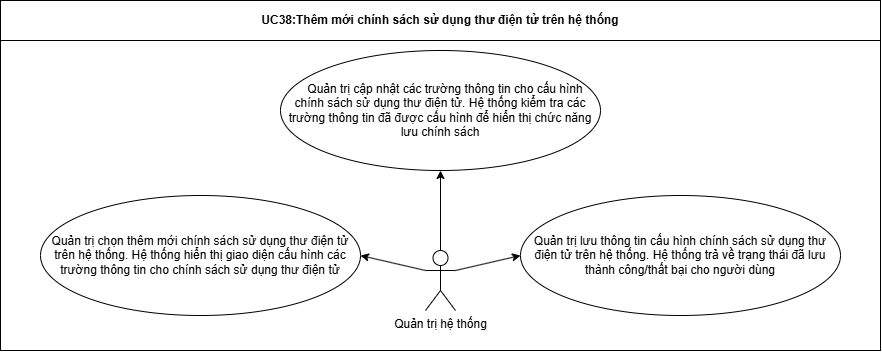 UC38:Thêm mới chính sách sử dụng thư điện tử trên hệ thống
Quản trị cập nhật các trường thông tin cho cấu hình
chính sách sử dụng thư điện tử. Hệ thống kiểm tra các
trường thông tin đã được cấu hình để hiển thị chức năng
lưu chính sách
Quản trị chọn thêm mới chính sách sử dụng thư điện tử
trên hệ thống. Hệ thống hiển thị giao diện cấu hình các
trường thông tin cho chính sách sử dụng thư điện tử
Quản trị lưu thông tin cấu hình chính sách sử dụng thư
điện tử trên hệ thống. Hệ thống trả về trạng thái đã lưu
thành công/thất bại cho người dùng
Quản trị hệ thống